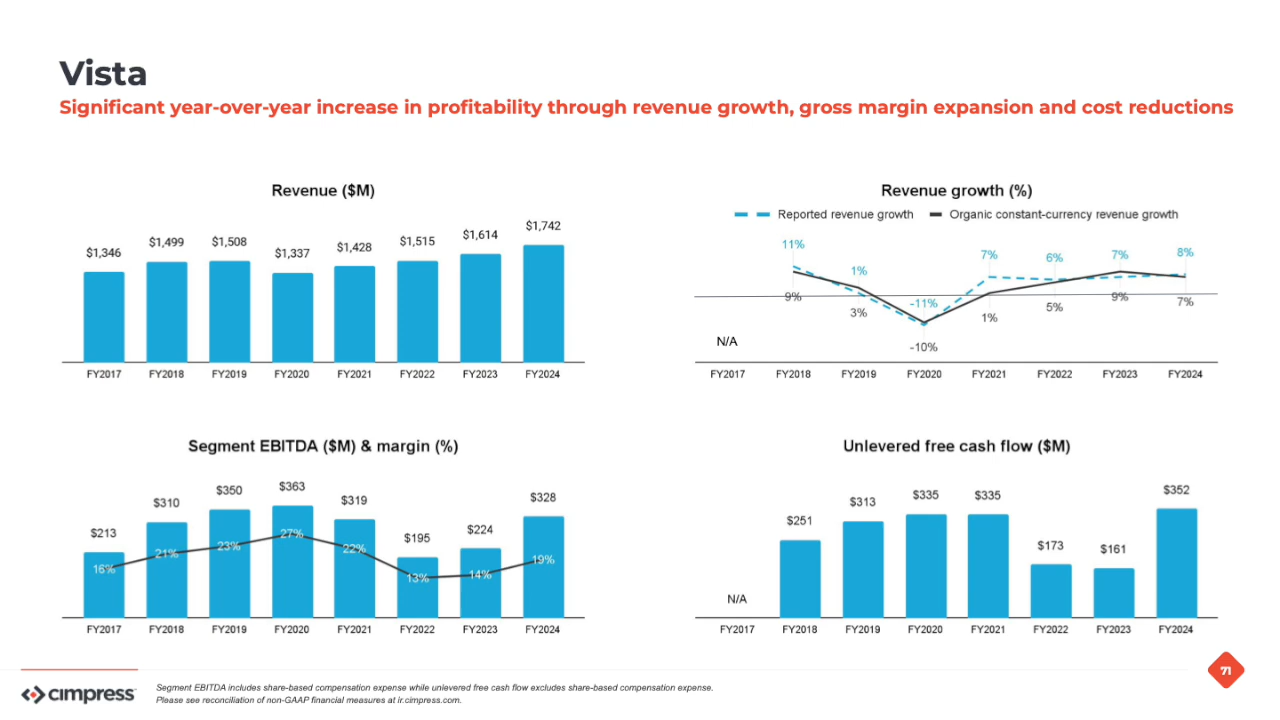 Vista
Significant year-over-year increase in profitability through revenue growth, gross margin expansion and cost reductions
Revenue ($M)
$1,346 $1,499 $1,508 $1,337 $1,428 $1,515 $1,614 $1,742
FY2017 FY2018 FY2019 FY2020 FY2021 FY2022 FY2023 FY2024
Revenue growth (%)
Reported revenue growth Organic constant-currency revenue growth
11% 1% -11% 7% 6% 7% 8%
N/A 9% 3% -10% 1% 5% 9% 7%
FY2017 FY2018 FY2019 FY2020 FY2021 FY2022 FY2023 FY2024
Segment EBITDA ($M) & margin (%)
$213 $310 $350 $363 $319 $195 $224 $328
16% 21% 23% 27% 22% 13% 14% 19%
FY2017 FY2018 FY2019 FY2020 FY2021 FY2022 FY2023 FY2024
Unlevered free cash flow ($M)
N/A $251 $313 $335 $335 $173 $161 $352
FY2017 FY2018 FY2019 FY2020 FY2021 FY2022 FY2023 FY2024
cimpress
Segment EBITDA includes share-based compensation expense while unlevered free cash flow excludes share-based compensation expense.
Please see reconciliation of non-GAAP financial measures at ir.cimpress.com.
71